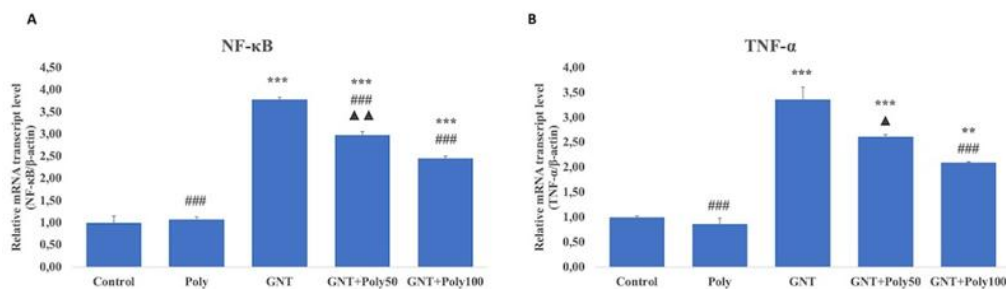 A
NF-κB
Relative mRNA transcript level
(NF-κB/β-actin)
4,50
4,00
3,50
3,00
2,50
2,00
1,50
1,00
0,50
0,00
###
***
***
###
▲▲
***
###
Control
Poly
GNT
GNT+Poly50
GNT+Poly100
B
TNF-α
Relative mRNA transcript level
(TNF-α/β-actin)
4,00
3,50
3,00
2,50
2,00
1,50
1,00
0,50
0,00
###
***
***
▲
**
###
Control
Poly
GNT
GNT+Poly50
GNT+Poly100